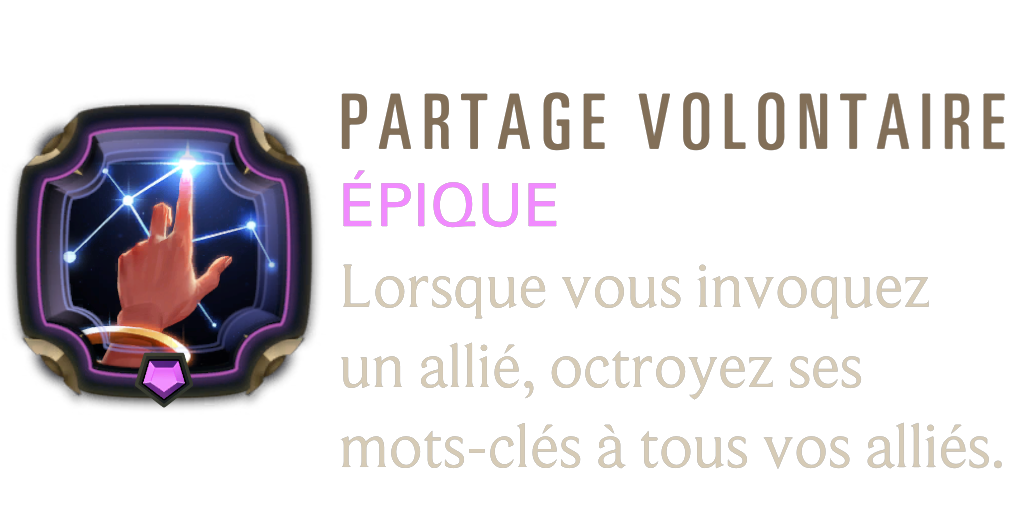 PARTAGE VOLONTAIRE
ÉPIQUE
Lorsque vous invoquez
un allié, octroyez ses
mots-clés à tous vos alliés.